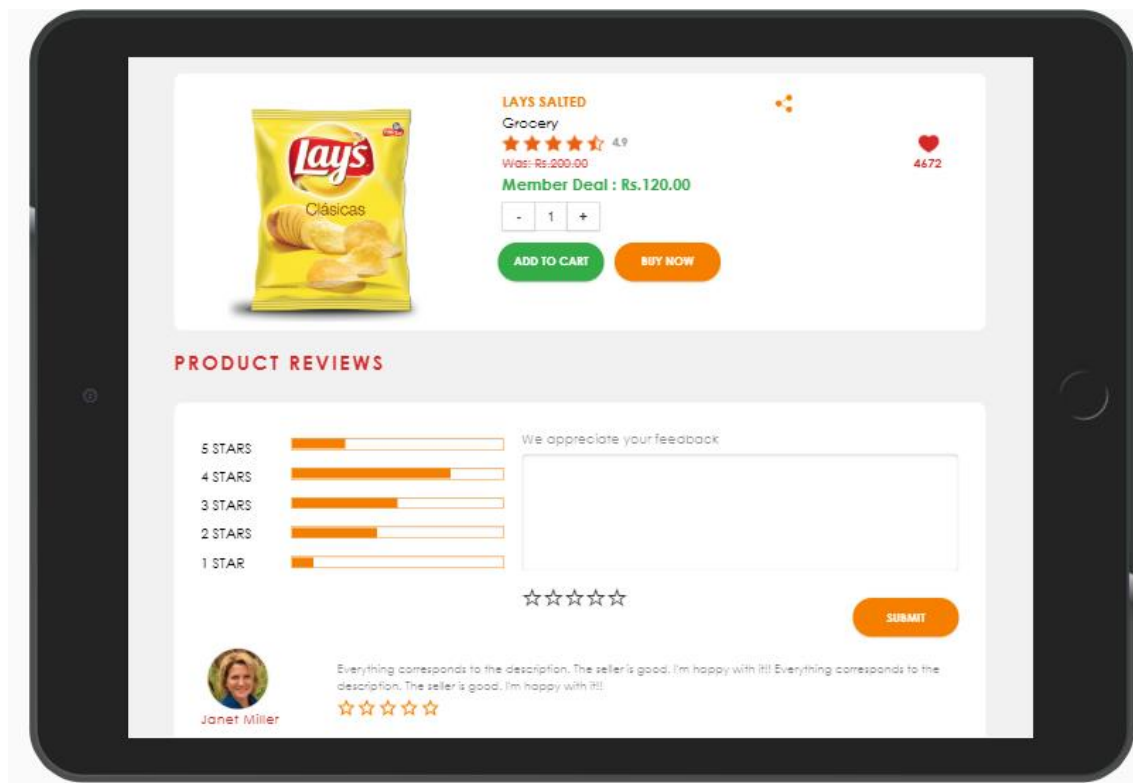 LAYS SALTED
Grocery
4.9
Was: Rs.200.00
4672
Member Deal : Rs.120.00
- 1 +
ADD TO CART BUY NOW
Lay's
Clásicas
PRODUCT REVIEWS
We appreciate your feedback
5 STARS
4 STARS
3 STARS
2 STARS
1 STAR
SUBMIT
Everything corresponds to the description. The seller is good. I'm happy with it!! Everything corresponds to the
description. The seller is good. I'm happy with it!!
Janet Miller